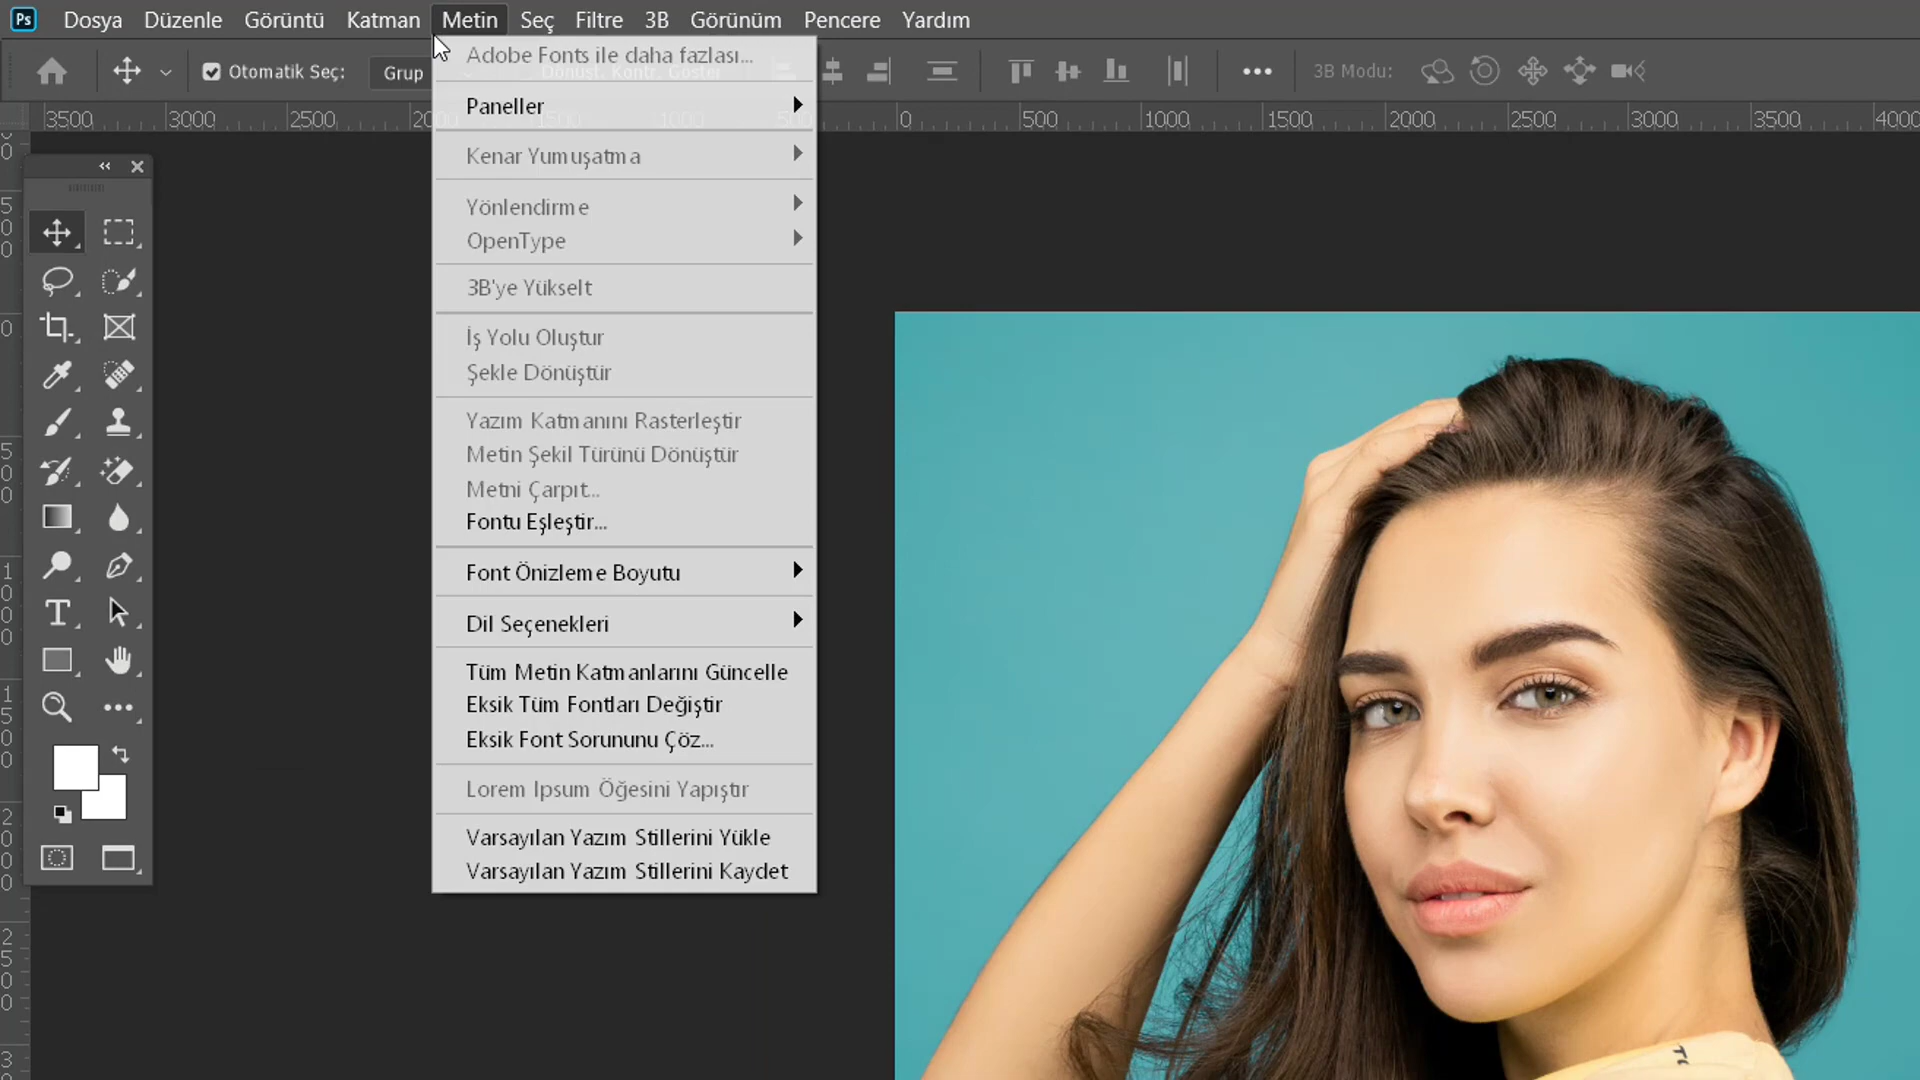 Ps Dosya Düzenle Görüntü Katman Metin Seç Filtre 3B Görünüm Pencere Yardım
Otomatik Seç: Grup 3B Modu:
3500 3000 2500 2000 1500 1000 500 0 500 1000 1500 2000 2500 3000 3500 4000
Adobe Fonts ile daha fazlası...
Paneller
Kenar Yumuşatma
Yönlendirme
OpenType
3B'ye Yükselt
İş Yolu Oluştur
Şekle Dönüştür
Yazım Katmanını Rasterleştir
Metin Şekil Türünü Dönüştür
Metni Çarpıt...
Fontu Eşleştir...
Font Önizleme Boyutu
Dil Seçenekleri
Tüm Metin Katmanlarını Güncelle
Eksik Tüm Fontları Değiştir
Eksik Font Sorununu Çöz...
Lorem Ipsum Öğesini Yapıştır
Varsayılan Yazım Stillerini Yükle
Varsayılan Yazım Stillerini Kaydet